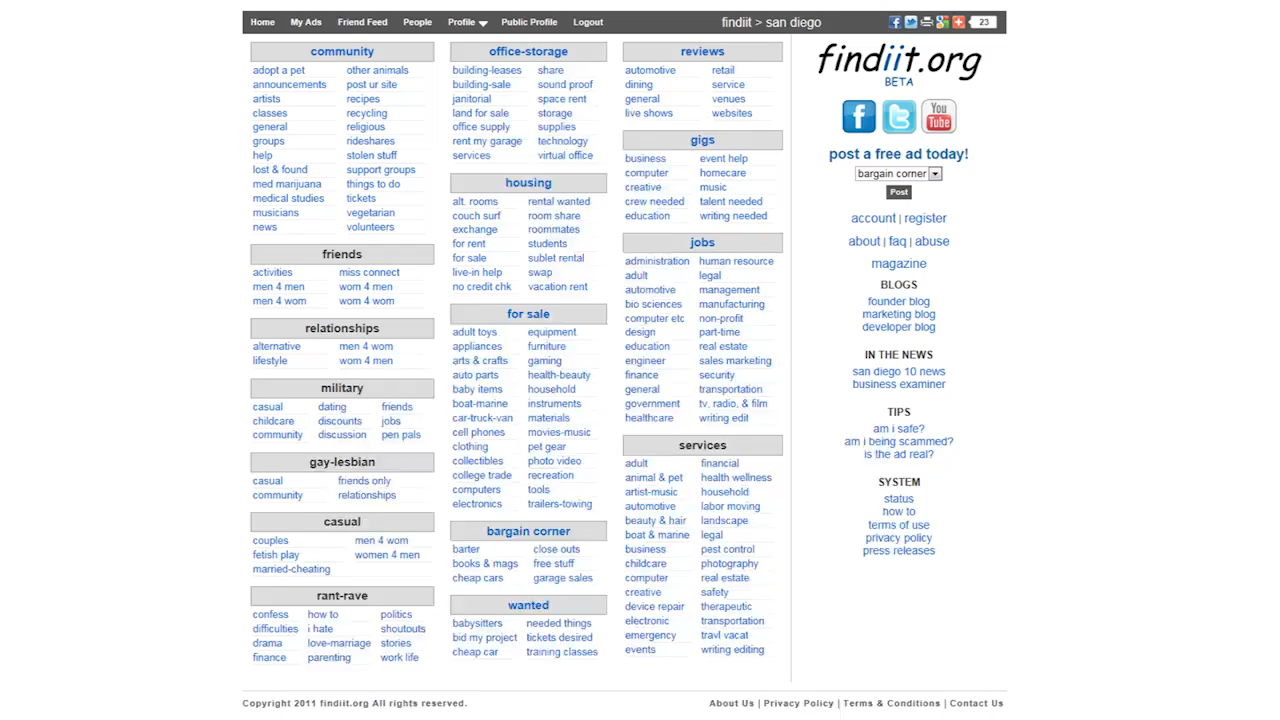 Home My Ads Friend Feed People Profile Public Profile Logout findiit > san diego 23
community
adopt a pet other animals
announcements post ur site
artists recipes
classes recycling
general religious
groups rideshares
help stolen stuff
lost & found support groups
med marijuana things to do
medical studies tickets
musicians vegetarian
news volunteers
friends
activities miss connect
men 4 men wom 4 men
men 4 wom wom 4 wom
relationships
alternative men 4 wom
lifestyle wom 4 men
military
casual dating friends
childcare discounts jobs
community discussion pen pals
gay-lesbian
casual friends only
community relationships
casual
couples men 4 wom
fetish play women 4 men
married-cheating
rant-rave
confess how to politics
difficulties i hate shoutouts
drama love-marriage stories
finance parenting work life
office-storage
building-leases share
building-sale sound proof
janitorial space rent
land for sale storage
office supply supplies
rent my garage technology
services virtual office
housing
alt. rooms rental wanted
couch surf room share
exchange roommates
for rent students
for sale sublet rental
live-in help swap
no credit chk vacation rent
for sale
adult toys equipment
appliances furniture
arts & crafts gaming
auto parts health-beauty
baby items household
boat-marine instruments
car-truck-van materials
cell phones movies-music
clothing pet gear
collectibles photo video
college trade recreation
computers tools
electronics trailers-towing
bargain corner
barter close outs
books & mags free stuff
cheap cars garage sales
wanted
babysitters needed things
bid my project tickets desired
cheap car training classes
reviews
automotive retail
dining service
general venues
live shows websites
gigs
business event help
computer homecare
creative music
crew needed talent needed
education writing needed
jobs
administration human resource
adult legal
automotive management
bio sciences manufacturing
computer etc non-profit
design part-time
education real estate
engineer sales marketing
finance security
general transportation
government tv, radio, & film
healthcare writing edit
services
adult financial
animal & pet health wellness
artist-music household
automotive labor moving
beauty & hair landscape
boat & marine legal
business pest control
childcare photography
computer real estate
creative safety
device repair therapeutic
electronic transportation
emergency travl vacat
events writing editing
findiit.org
BETA
You
Tube
post a free ad today!
bargain corner
Post
account | register
about | faq | abuse
magazine
BLOGS
founder blog
marketing blog
developer blog
IN THE NEWS
san diego 10 news
business examiner
TIPS
am i safe?
am i being scammed?
is the ad real?
SYSTEM
status
how to
terms of use
privacy policy
press releases
Copyright 2011 findiit.org All rights reserved. About Us | Privacy Policy | Terms & Conditions | Contact Us